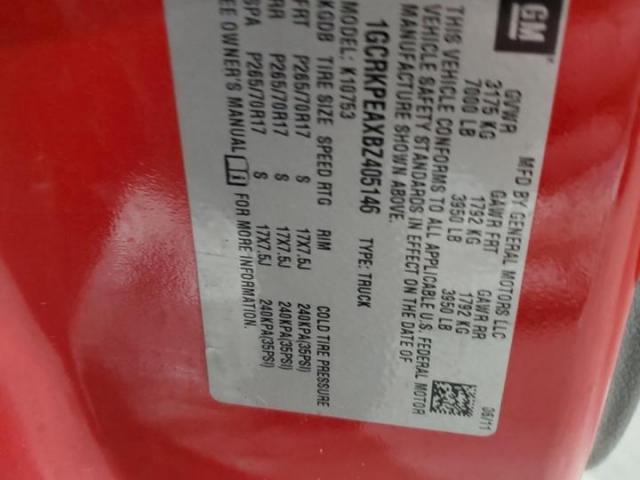 GM
MFD BY GENERAL MOTORS LLC 06/11
GVWR GAWR FRT GAWR RR
3175 KG 1792 KG 1792 KG
7000 LB 3950 LB 3950 LB
THIS VEHICLE CONFORMS TO ALL APPLICABLE U.S. FEDERAL MOTOR
VEHICLE SAFETY STANDARDS IN EFFECT ON THE DATE OF
MANUFACTURE SHOWN ABOVE.
1GCRKPEAXBZ405146 TYPE: TRUCK
MODEL: K10753
KGDB TIRE SIZE SPEED RTG RIM COLD TIRE PRESSURE
FRT P265/70R17 S 17X7.5J 240KPA(35PSI)
RR P265/70R17 S 17X7.5J 240KPA(35PSI)
SPA P265/70R17 S 17X7.5J 240KPA(35PSI)
SEE OWNER'S MANUAL FOR MORE INFORMATION.